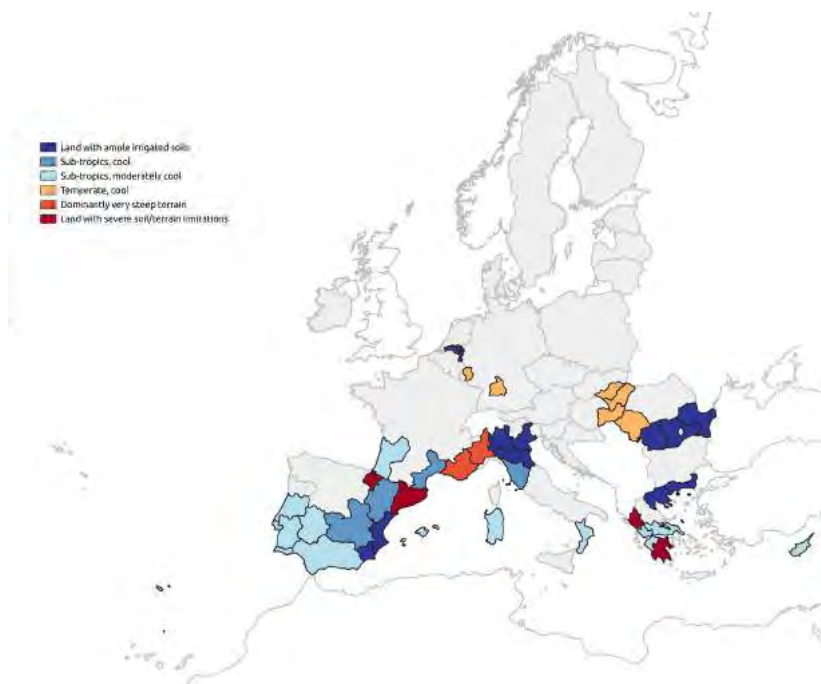 Land with ample irrigated soils
Sub-tropics, cool
Sub-tropics, moderately cool
Temperate, cool
Dominantly very steep terrain
Land with severe soil/terrain limitations